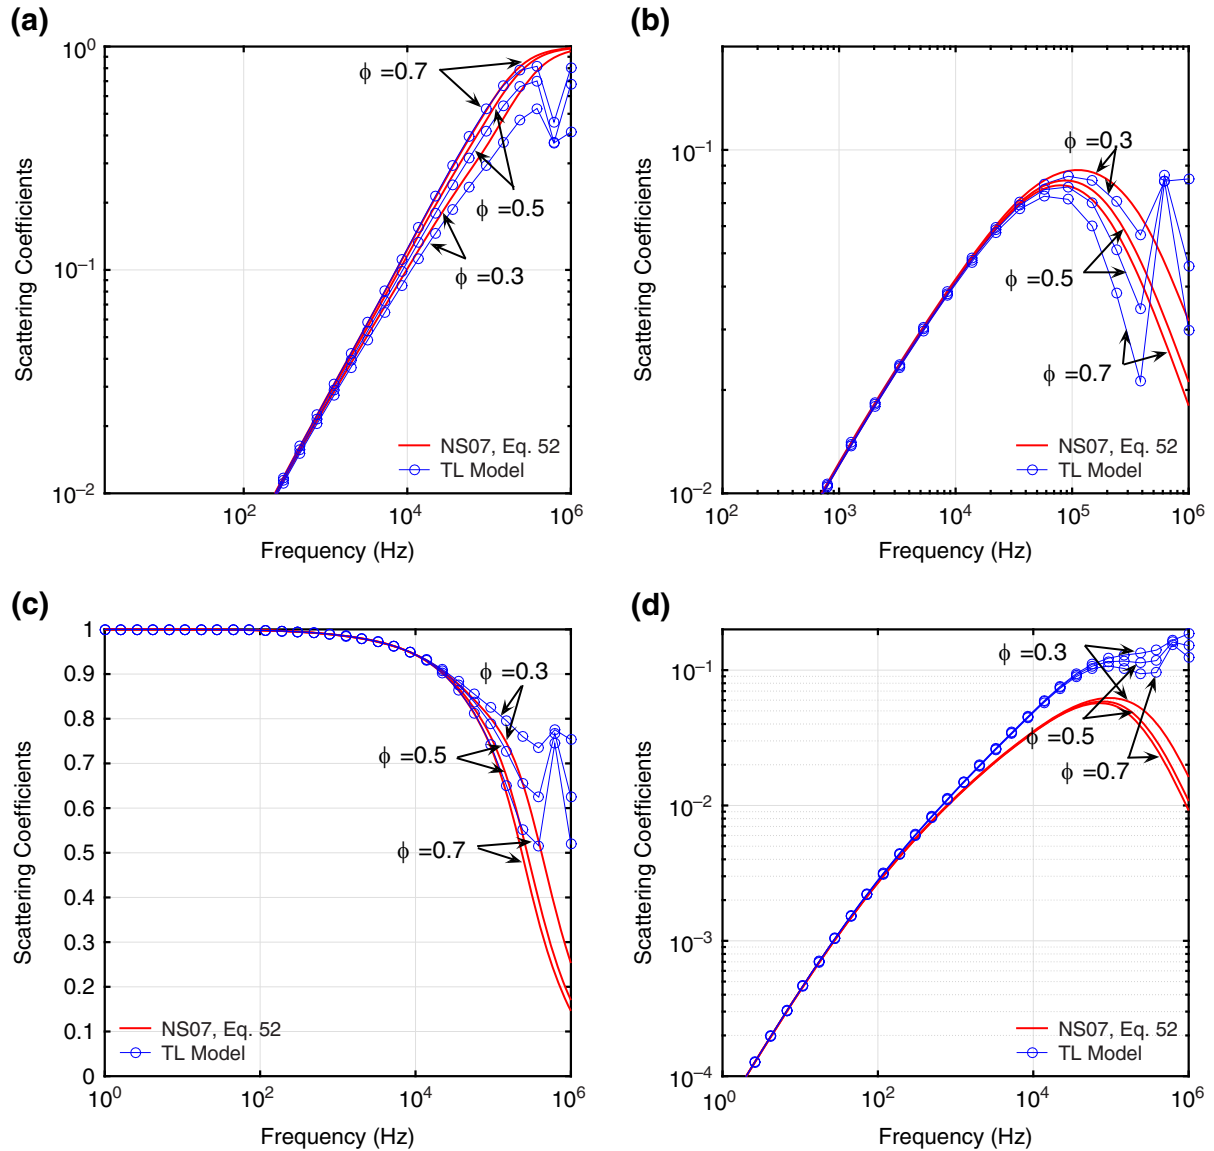 (a)
10^0
10^−1
10^−2
Scattering Coefficients
ϕ =0.7
ϕ =0.5
ϕ =0.3
NS07, Eq. 52
TL Model
10^2
10^4
10^6
Frequency (Hz)
(b)
10^−1
10^−2
Scattering Coefficients
ϕ =0.3
ϕ =0.5
ϕ =0.7
NS07, Eq. 52
TL Model
10^2
10^3
10^4
10^5
10^6
Frequency (Hz)
(c)
1
0.9
0.8
0.7
0.6
0.5
0.4
0.3
0.2
0.1
0
Scattering Coefficients
ϕ =0.3
ϕ =0.5
ϕ =0.7
NS07, Eq. 52
TL Model
10^0
10^2
10^4
10^6
Frequency (Hz)
(d)
10^−1
10^−2
10^−3
10^−4
Scattering Coefficients
ϕ =0.3
ϕ =0.5
ϕ =0.7
NS07, Eq. 52
TL Model
10^0
10^2
10^4
10^6
Frequency (Hz)